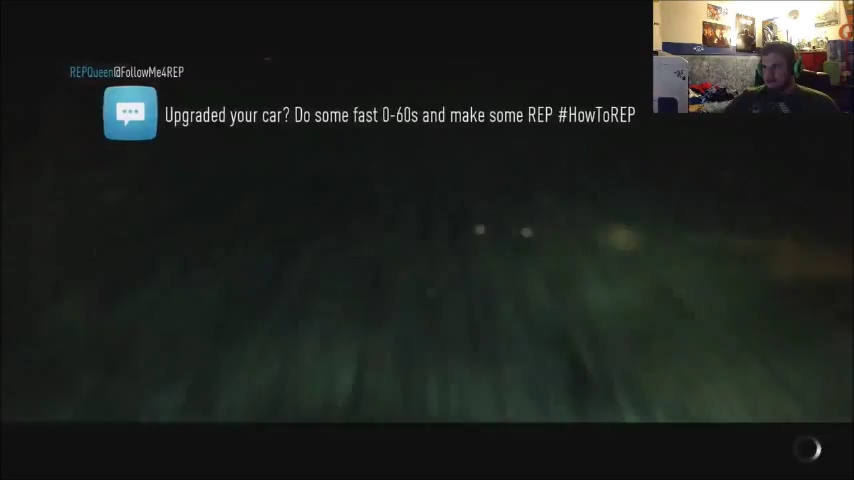 REPQueen@FollowMe4REP
Upgraded your car? Do some fast 0-60s and make some REP #HowToREP